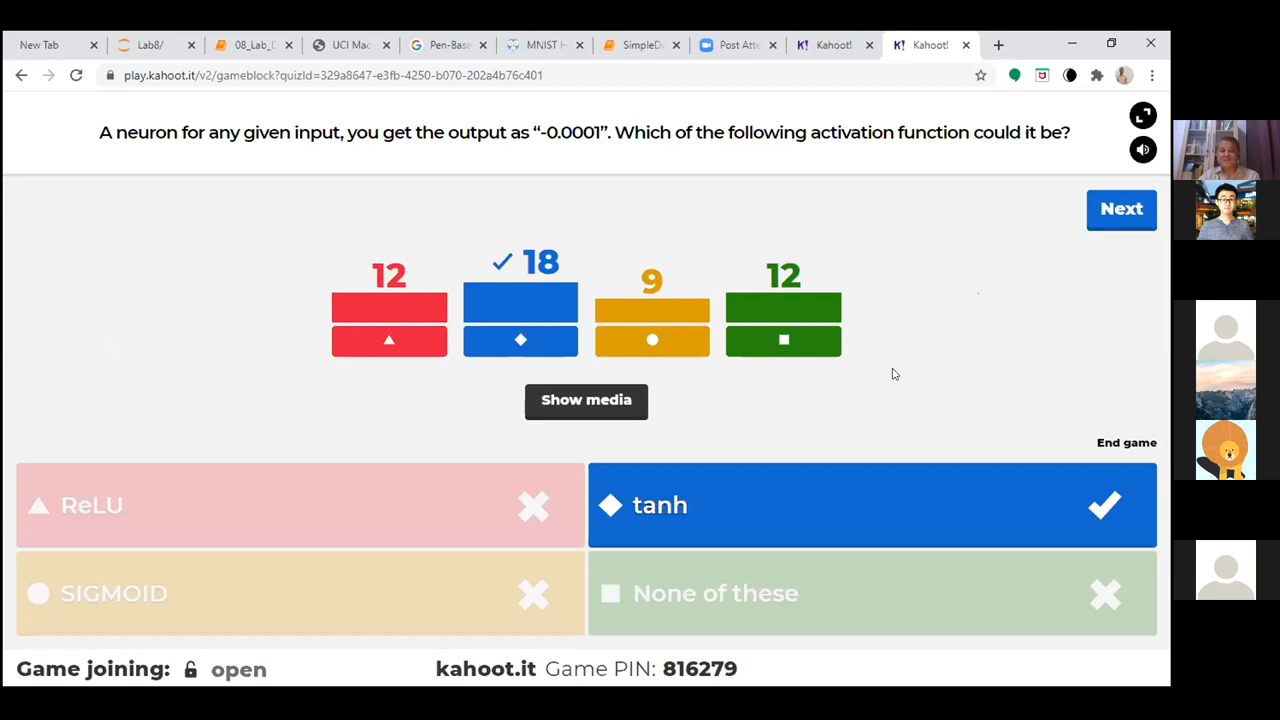 New Tab
Lab8/
08_Lab_D
UCI Mac
Pen-Base
MNIST H
SimpleDi
Post Atte
Kahoot!
Kahoot!
play.kahoot.it/v2/gameblock?quizId=329a8647-e3fb-4250-b070-202a4b76c401
A neuron for any given input, you get the output as “-0.0001”. Which of the following activation function could it be?
Next
12
18
9
12
Show media
End game
ReLU
tanh
SIGMOID
None of these
Game joining: open
kahoot.it Game PIN: 816279